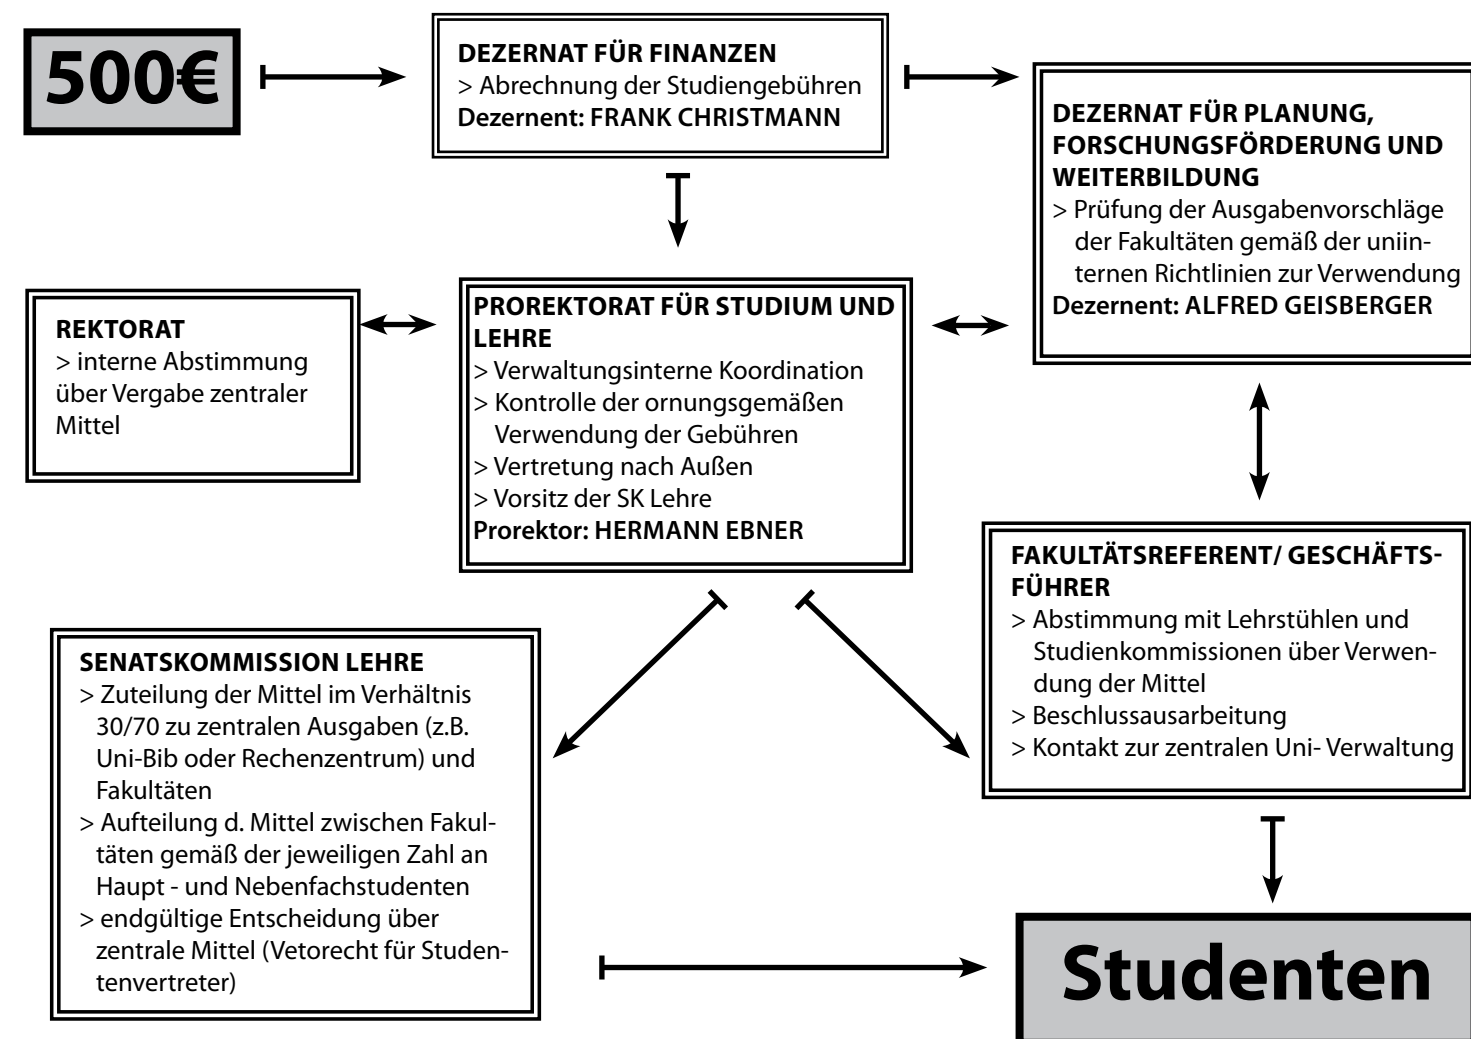 500€
DEZERNAT FÜR FINANZEN
> Abrechnung der Studiengebühren
Dezernent: FRANK CHRISTMANN
DEZERNAT FÜR PLANUNG,
FORSCHUNGSFÖRDERUNG UND
WEITERBILDUNG
> Prüfung der Ausgabenvorschläge
der Fakultäten gemäß der uniin-
ternen Richtlinien zur Verwendung
Dezernent: ALFRED GEISBERGER
REKTORAT
> interne Abstimmung
über Vergabe zentraler
Mittel
PROREKTORAT FÜR STUDIUM UND
LEHRE
> Verwaltungsinterne Koordination
> Kontrolle der ornungsgemäßen
Verwendung der Gebühren
> Vertretung nach Außen
> Vorsitz der SK Lehre
Prorektor: HERMANN EBNER
FAKULTÄTSREFERENT/ GESCHÄFTS-
FÜHRER
> Abstimmung mit Lehrstühlen und
Studienkommissionen über Verwen-
dung der Mittel
> Beschlussausarbeitung
> Kontakt zur zentralen Uni- Verwaltung
SENATSKOMMISSION LEHRE
> Zuteilung der Mittel im Verhältnis
30/70 zu zentralen Ausgaben (z.B.
Uni-Bib oder Rechenzentrum) und
Fakultäten
> Aufteilung d. Mittel zwischen Fakul-
täten gemäß der jeweiligen Zahl an
Haupt - und Nebenfachstudenten
> endgültige Entscheidung über
zentrale Mittel (Vetorecht für Studen-
tenvertreter)
Studenten